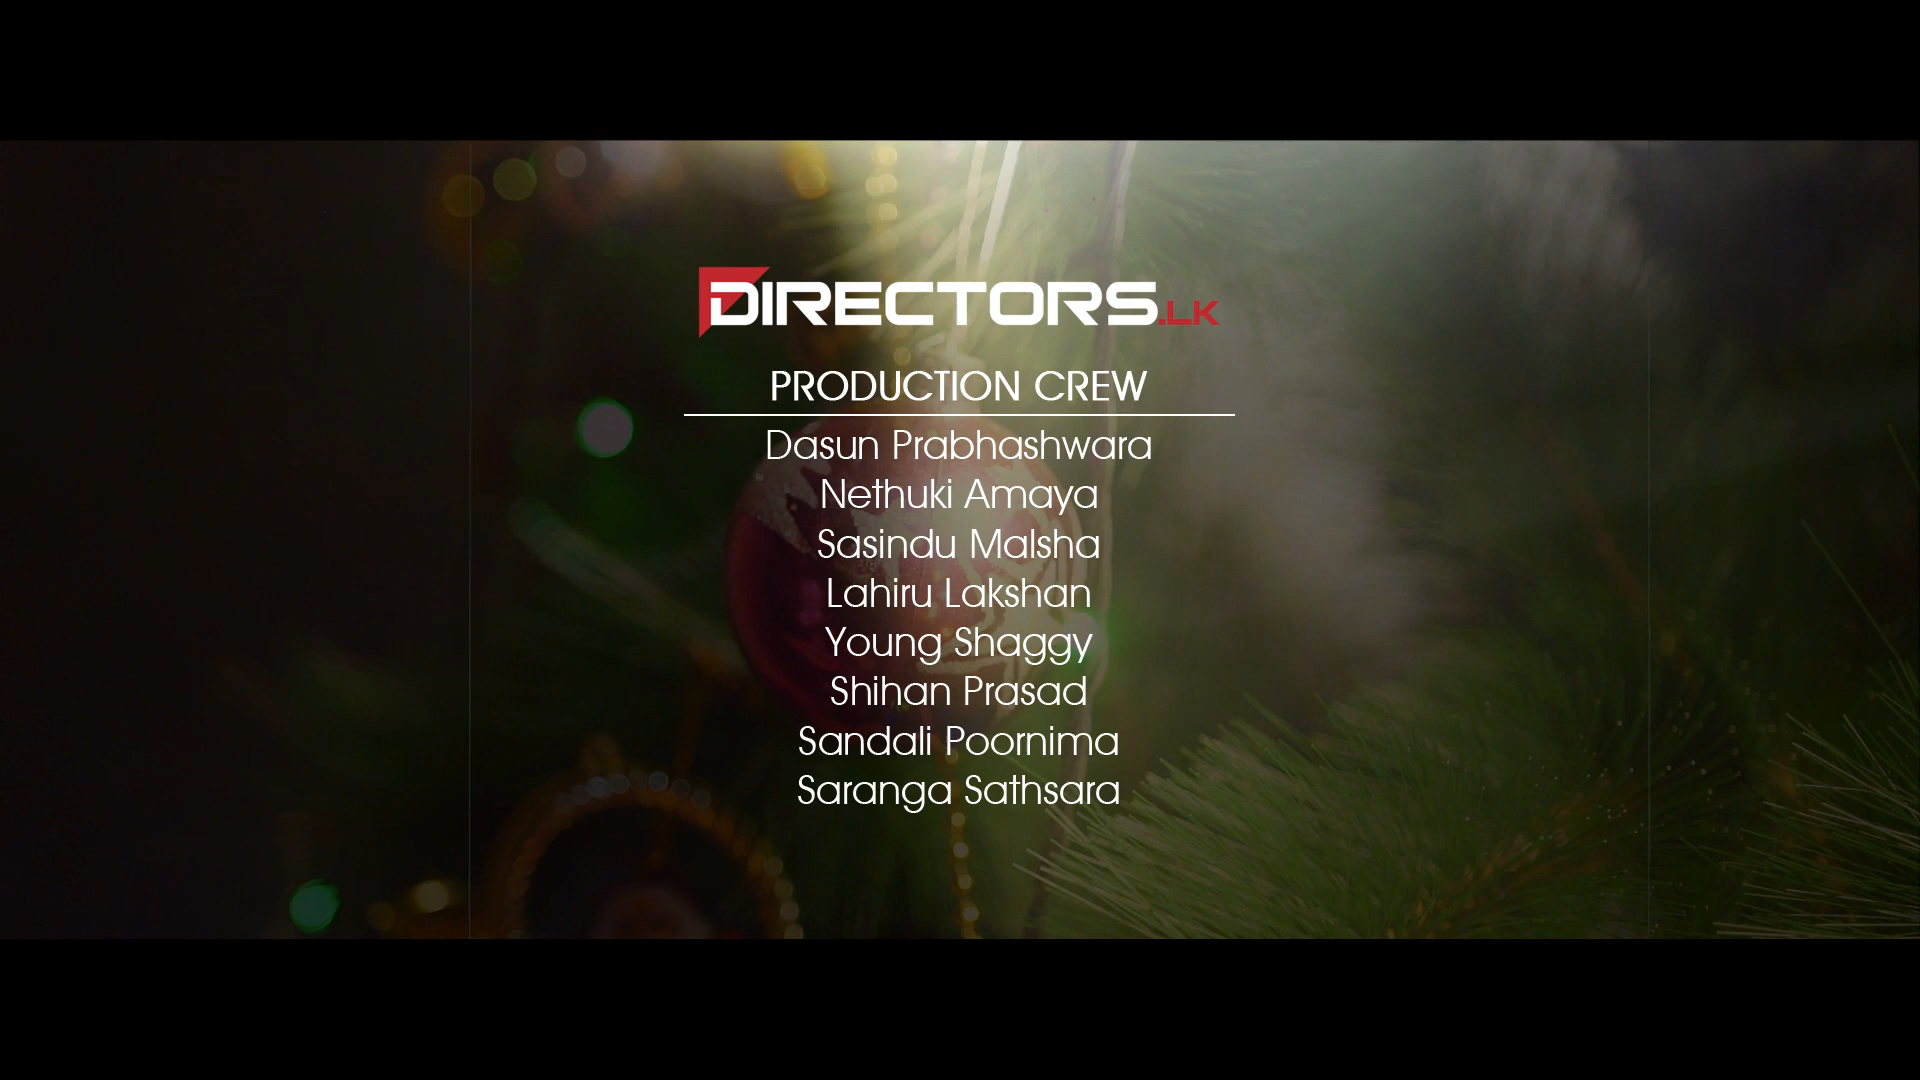 DIRECTORS.LK
PRODUCTION CREW
Dasun Prabhashwara
Nethuki Amaya
Sasindu Malsha
Lahiru Lakshan
Young Shaggy
Shihan Prasad
Sandali Poornima
Saranga Sathsara